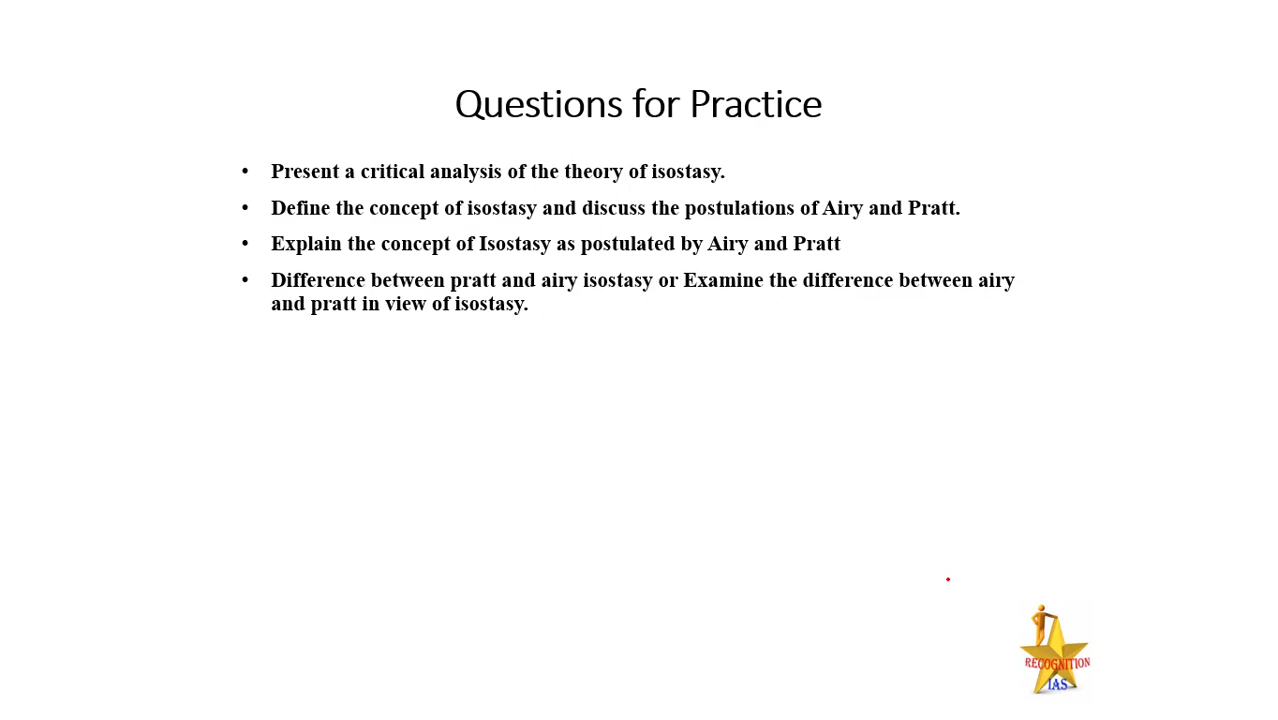 Questions for Practice
• Present a critical analysis of the theory of isostasy.
• Define the concept of isostasy and discuss the postulations of Airy and Pratt.
• Explain the concept of Isostasy as postulated by Airy and Pratt
• Difference between pratt and airy isostasy or Examine the difference between airy
and pratt in view of isostasy.
RECOGNITION
IAS